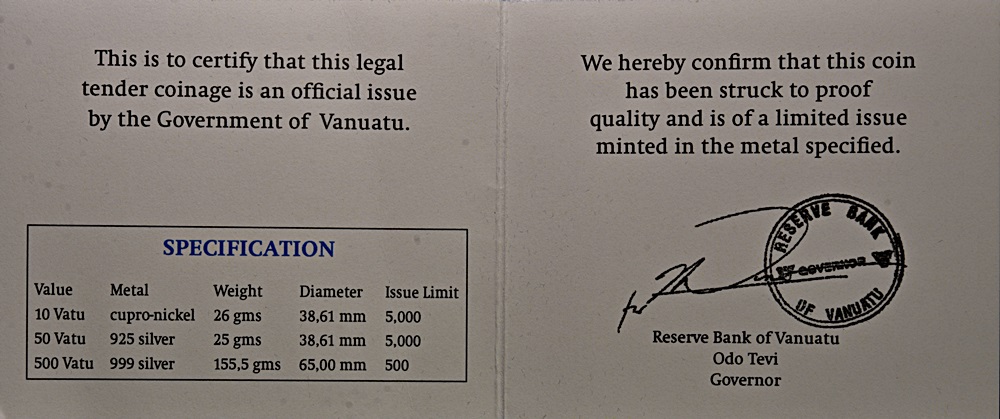 This is to certify that this legal
tender coinage is an official issue
by the Government of Vanuatu.
SPECIFICATION
Value Metal Weight Diameter Issue Limit
10 Vatu cupro-nickel 26 gms 38,61 mm 5,000
50 Vatu 925 silver 25 gms 38,61 mm 5,000
500 Vatu 999 silver 155,5 gms 65,00 mm 500
We hereby confirm that this coin
has been struck to proof
quality and is of a limited issue
minted in the metal specified.
RESERVE BANK
GOVERNOR
OF VANUATU
Reserve Bank of Vanuatu
Odo Tevi
Governor